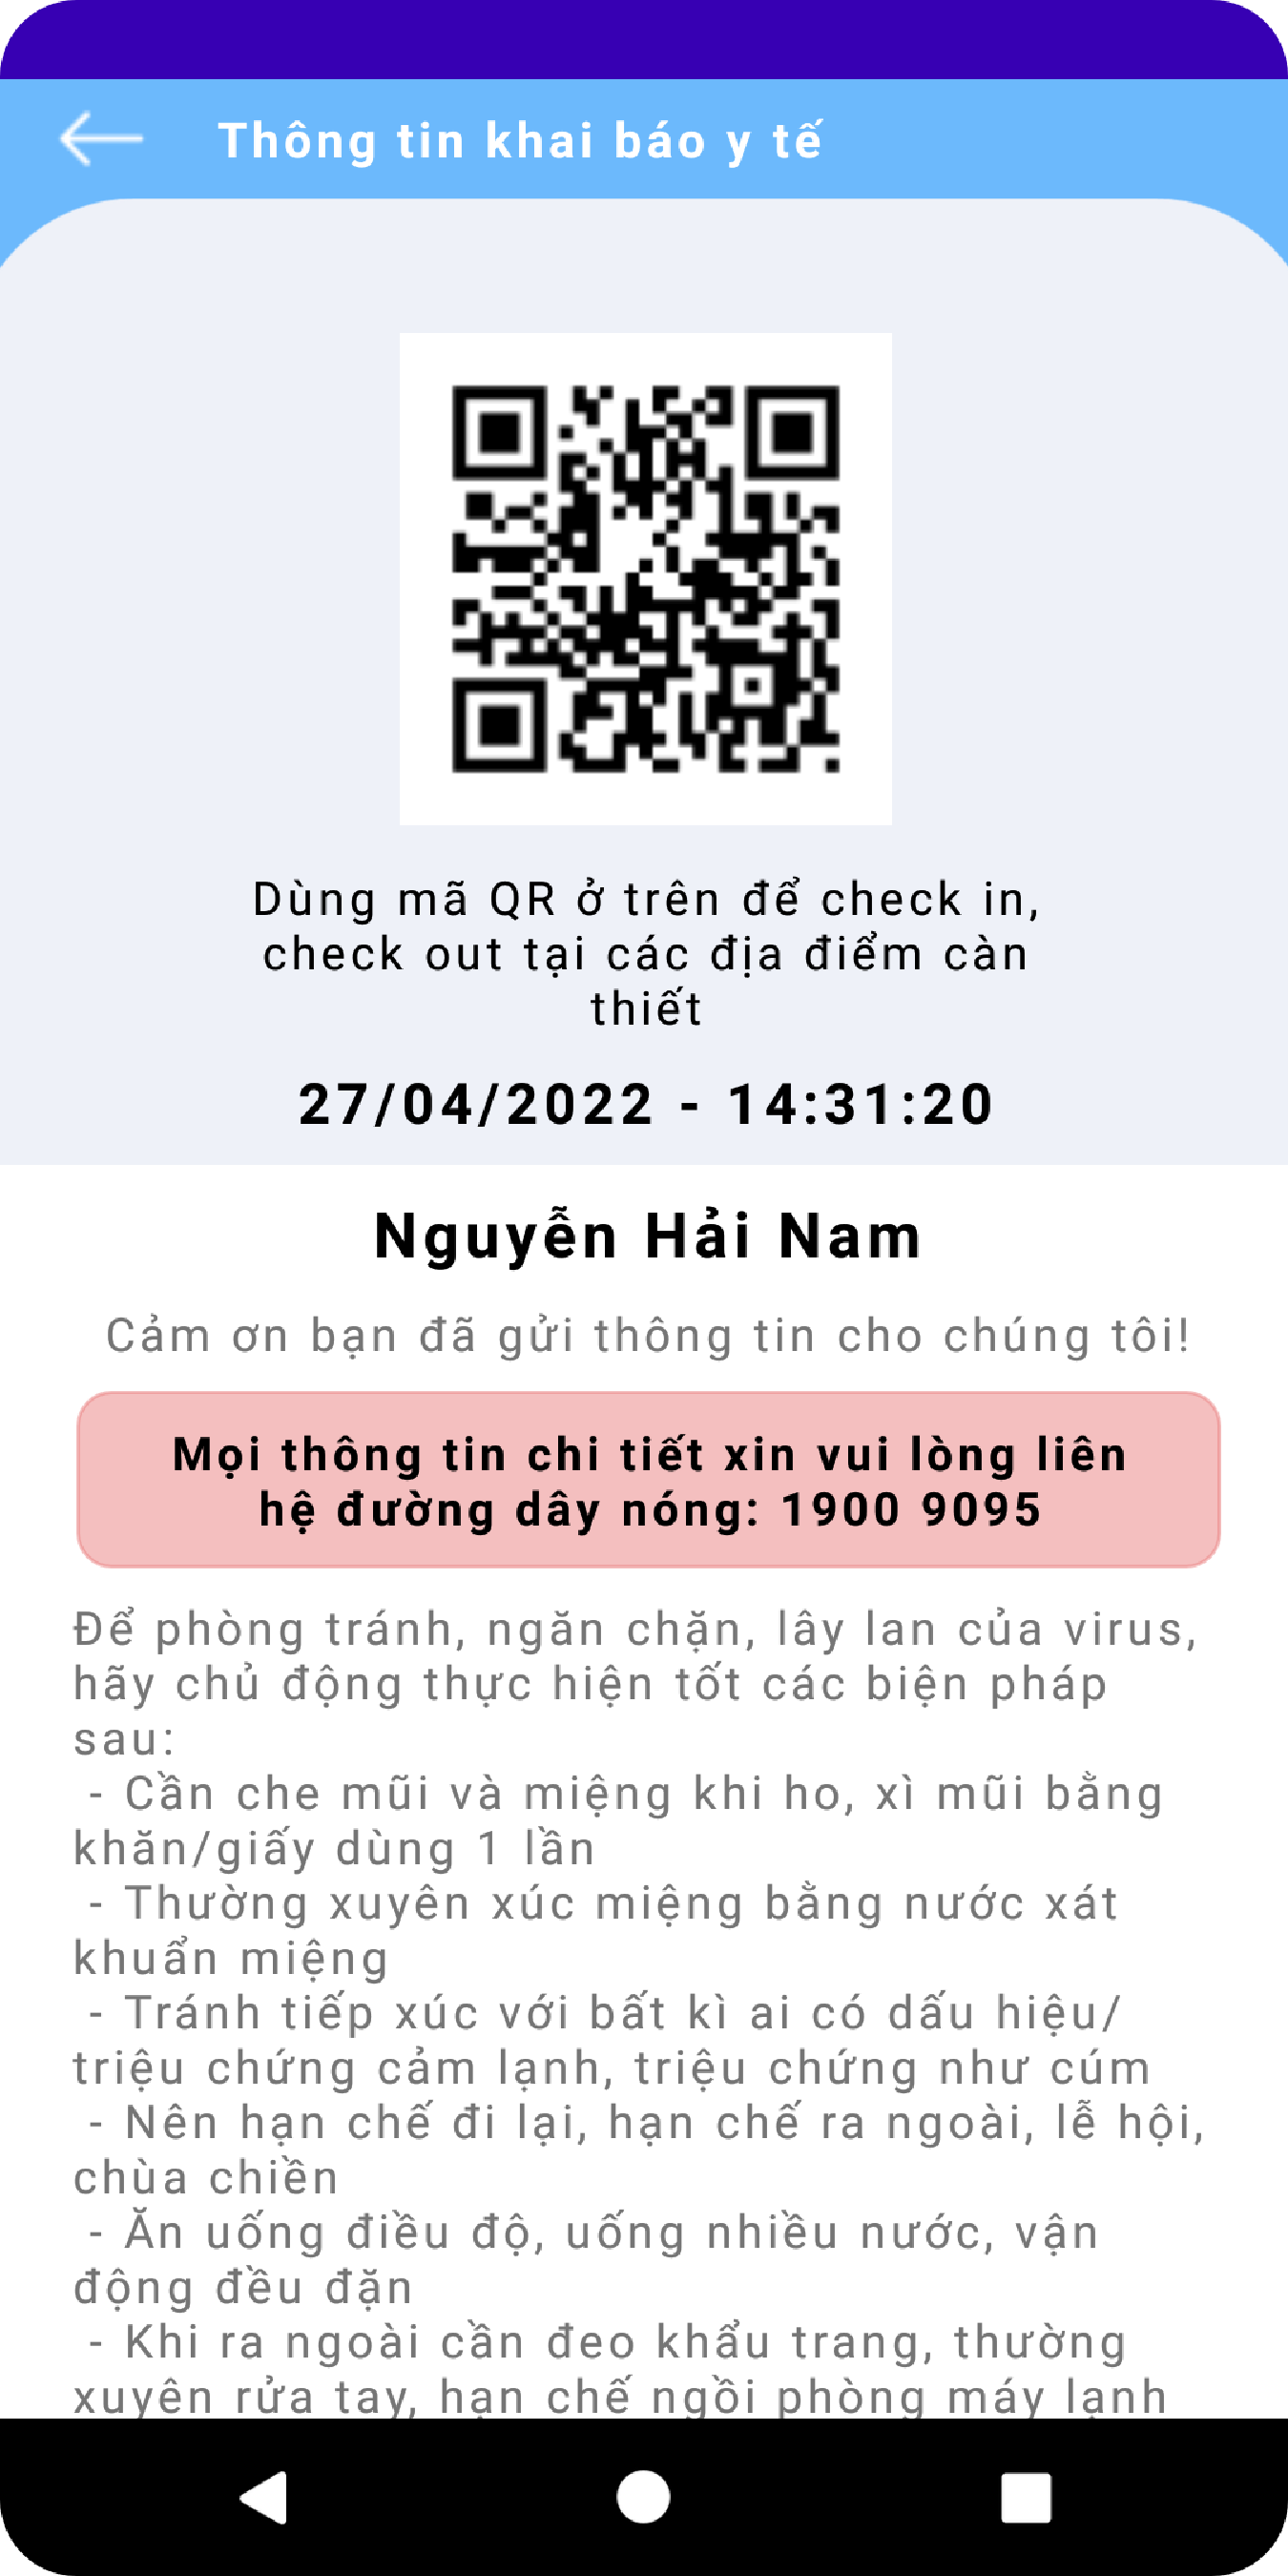 Thông tin khai báo y tế
Dùng mã QR ở trên để check in,
check out tại các địa điểm càn
thiết
27/04/2022 - 14:31:20
Nguyễn Hải Nam
Cảm ơn bạn đã gửi thông tin cho chúng tôi!
Mọi thông tin chi tiết xin vui lòng liên
hệ đường dây nóng: 1900 9095
Để phòng tránh, ngăn chặn, lây lan của virus,
hãy chủ động thực hiện tốt các biện pháp
sau:
- Cần che mũi và miệng khi ho, xì mũi bằng
khăn/giấy dùng 1 lần
- Thường xuyên xúc miệng bằng nước xát
khuẩn miệng
- Tránh tiếp xúc với bất kì ai có dấu hiệu/
triệu chứng cảm lạnh, triệu chứng như cúm
- Nên hạn chế đi lại, hạn chế ra ngoài, lễ hội,
chùa chiền
- Ăn uống điều độ, uống nhiều nước, vận
động đều đặn
- Khi ra ngoài cần đeo khẩu trang, thường
xuyên rửa tay, hạn chế ngồi phòng máy lạnh